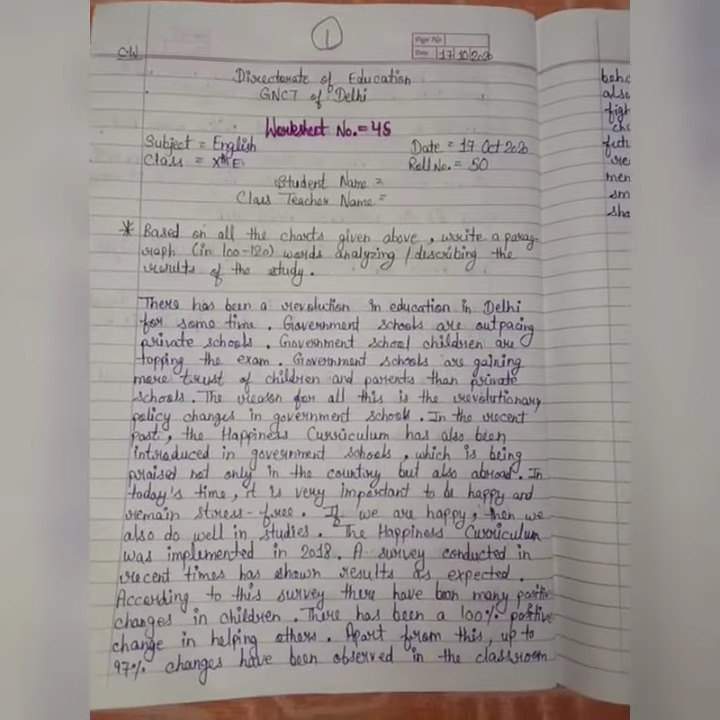 1
C.W
Page No.
Date 17 10 2020
Directorate of Education
GNCT of Delhi
Worksheet No. = 45
Subject = English
Date = 17 Oct 2020
Class =
Roll No. = 50
Student Name =
Class Teacher Name =
* Based on all the charts given above, write a parag-
raph (in 100-120) words analyzing / describing the
results of the study.
There has been a revolution in education in Delhi
for some time. Government schools are outpacing
private schools. Government school children are
topping the exam. Government schools are gaining
more trust of children and parents than private
schools. The reason for all this is the revolutionary
policy changes in government schools. In the recent
past, the Happiness Curriculum has also been
introduced in government schools, which is being
praised not only in the country but also abroad. In
today's time, it is very important to be happy and
remain stress-free. If we are happy, then we
also do well in studies. The Happiness Curriculum
was implemented in 2018. A survey conducted in
recent times has shown results as expected.
According to this survey there have been many positive
changes in children. There has been a 100% positive
change in helping others. Apart from this, up to
97% changes have been observed in the classroom
beha
also
figh
chi
futu
re
men
sm
sha